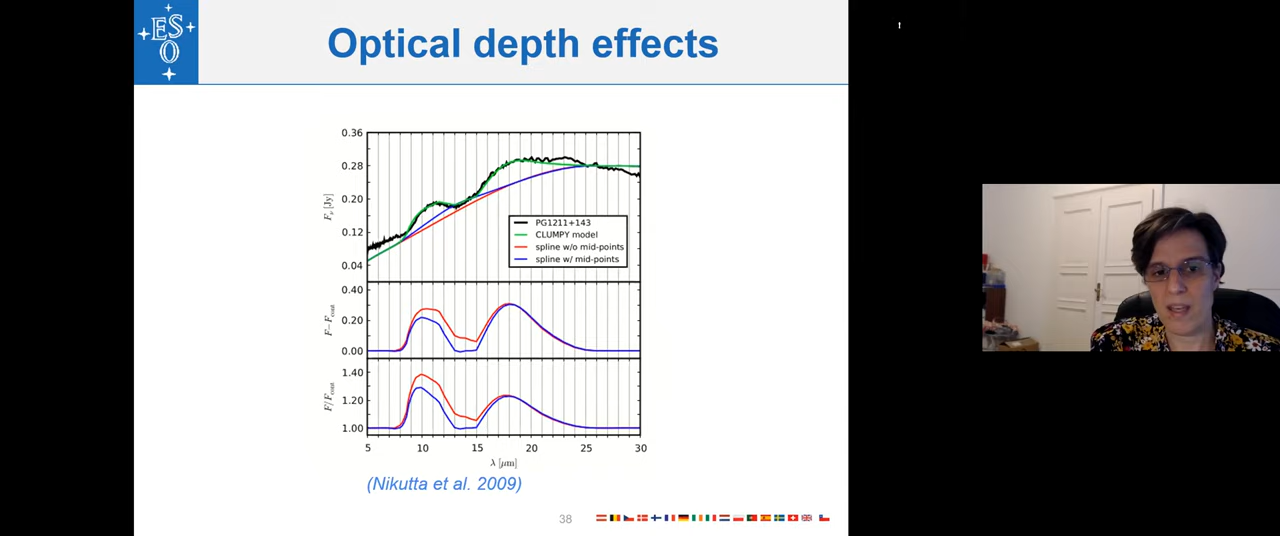 ES
O
Optical depth effects
0.36
0.28
0.20
0.12
0.04
Fν [Jy]
PG1211+143
CLUMPY model
spline w/o mid-points
spline w/ mid-points
0.40
0.20
0.00
F−Fcont
1.40
1.20
1.00
F/Fcont
5 10 15 20 25 30
λ [μm]
(Nikutta et al. 2009)
38